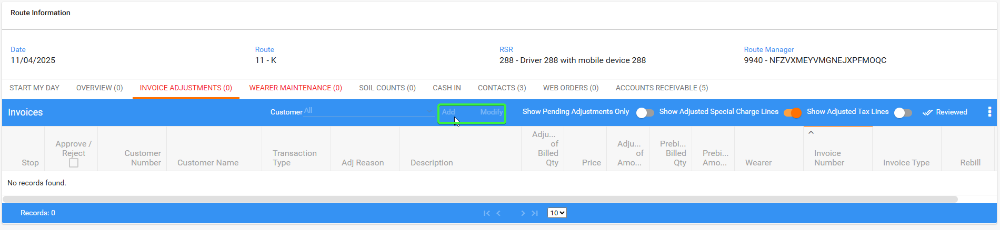 Route Information
Date
Route
RSR
Route Manager
11/04/2025
11 - K
288 - Driver 288 with mobile device 288
9940 - NFZVXMEYVMGNEJXPFMOQC
START MY DAY
OVERVIEW (0)
INVOICE ADJUSTMENTS (0)
WEARER MAINTENANCE (0)
SOIL COUNTS (0)
CASH IN
CONTACTS (3)
WEB ORDERS (0)
ACCOUNTS RECEIVABLE (5)
Invoices
Customer All
Add
Modify
Show Pending Adjustments Only
Show Adjusted Special Charge Lines
Show Adjusted Tax Lines
Reviewed
Stop
Approve /
Reject
Customer
Number
Customer Name
Transaction
Type
Adj Reason
Description
Adju...
of
Billed
Qty
Price
Adju...
of
Amo...
Prebi...
Billed
Qty
Prebi...
Amo...
Wearer
Invoice
Number
Invoice Type
Rebill
No records found.
Records: 0
10